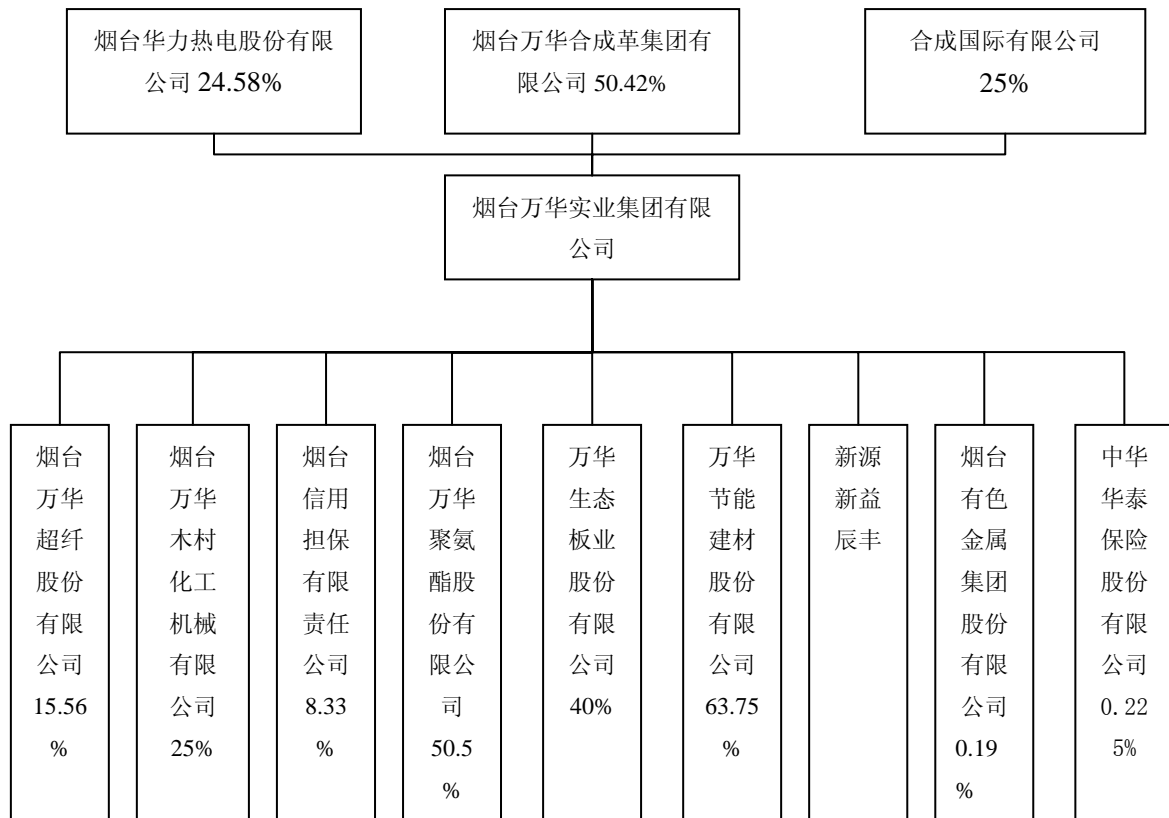 烟台华力热电股份有限
公司 24.58%
烟台万华合成革集团有
限公司 50.42%
合成国际有限公司
25%
烟台万华实业集团有限
公司
烟台
万华
超纤
股份
有限
公司
15.56
%
烟台
万华
木村
化工
机械
有限
公司
25%
烟台
信用
担保
有限
责任
公司
8.33
%
烟台
万华
聚氨
酯股
份有
限公
司
50.5
%
万华
生态
板业
股份
有限
公司
40%
万华
节能
建材
股份
有限
公司
63.75
%
新源
新益
辰丰
烟台
有色
金属
集团
股份
有限
公司
0.19
%
中华
华泰
保险
股份
有限
公司
0.22
5%